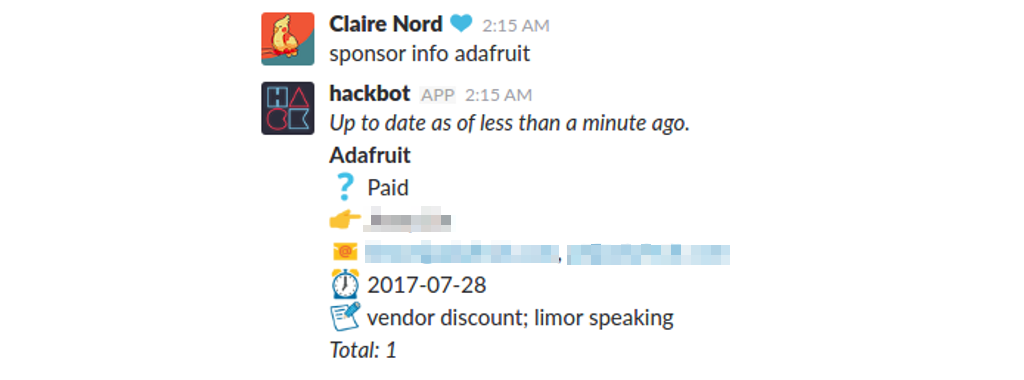 Claire Nord 2:15 AM
sponsor info adafruit
hackbot APP 2:15 AM
Up to date as of less than a minute ago.
Adafruit
Paid
2017-07-28
vendor discount; limor speaking
Total: 1